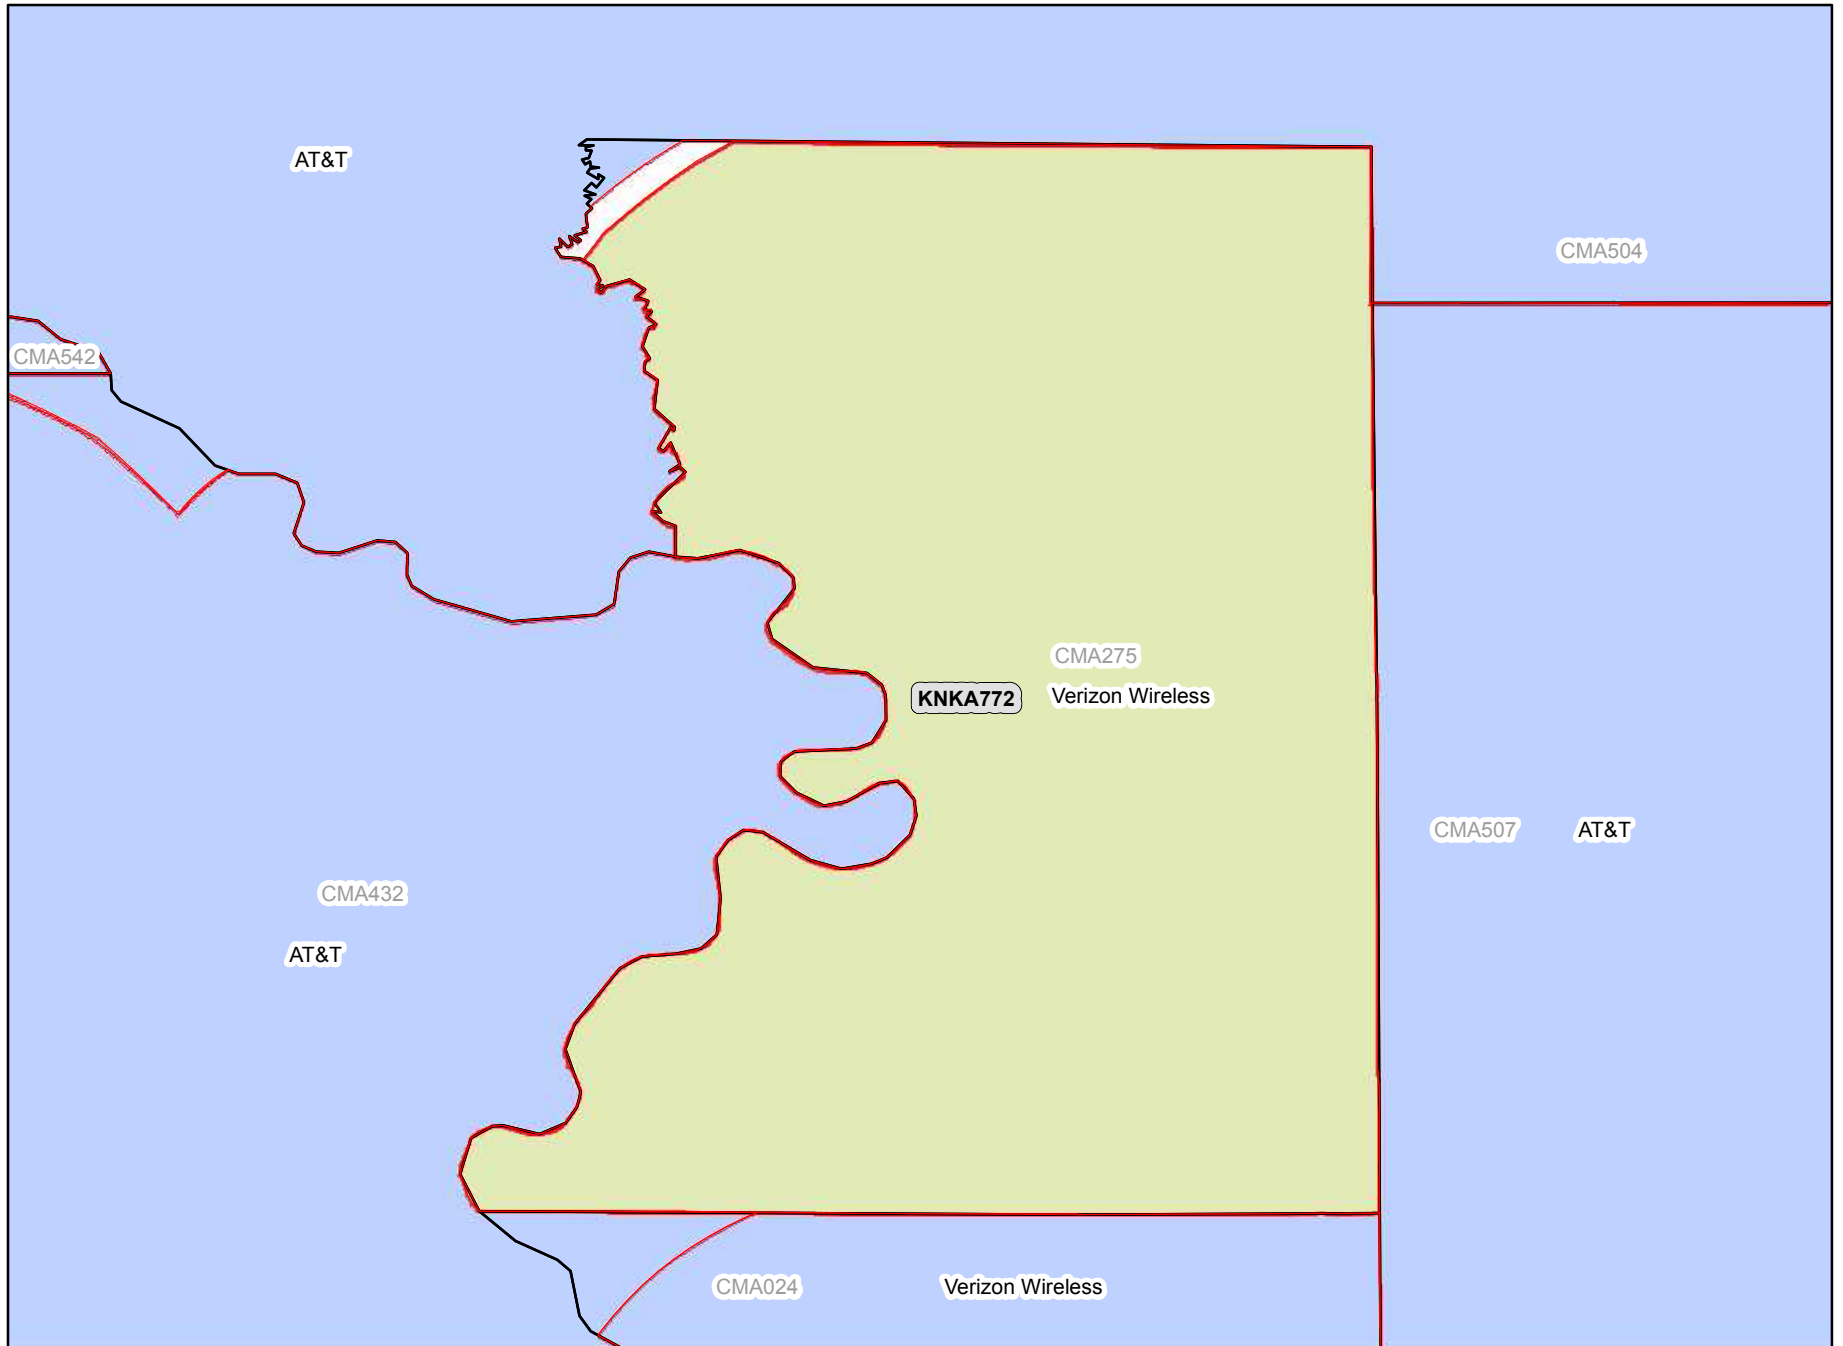 AT&T
CMA504
CMA542
CMA275
KNKA772 Verizon Wireless
CMA507 AT&T
CMA432
AT&T
CMA024 Verizon Wireless